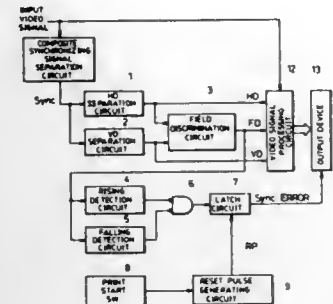 INPUT
VIDEO
SIGNAL
COMPOSITE
SYNCHRONIZING
SIGNAL
SEPARATION
CIRCUIT
1
3
12
13
Sync
HD
SEPARATION
CIRCUIT
HD
2
FIELD
DISCRIMINATION
CIRCUIT
FD
VD
SEPARATION
CIRCUIT
VD
VIDEO SIGNAL
PROCESSING
CIRCUIT
OUTPUT DEVICE
4
6
7
RISING
DETECTION
CIRCUIT
5
LATCH
CIRCUIT
Sync ERROR
FALLING
DETECTION
CIRCUIT
RP
8
PRINT
START
SW
RESET PULSE
GENERATING
CIRCUIT
9